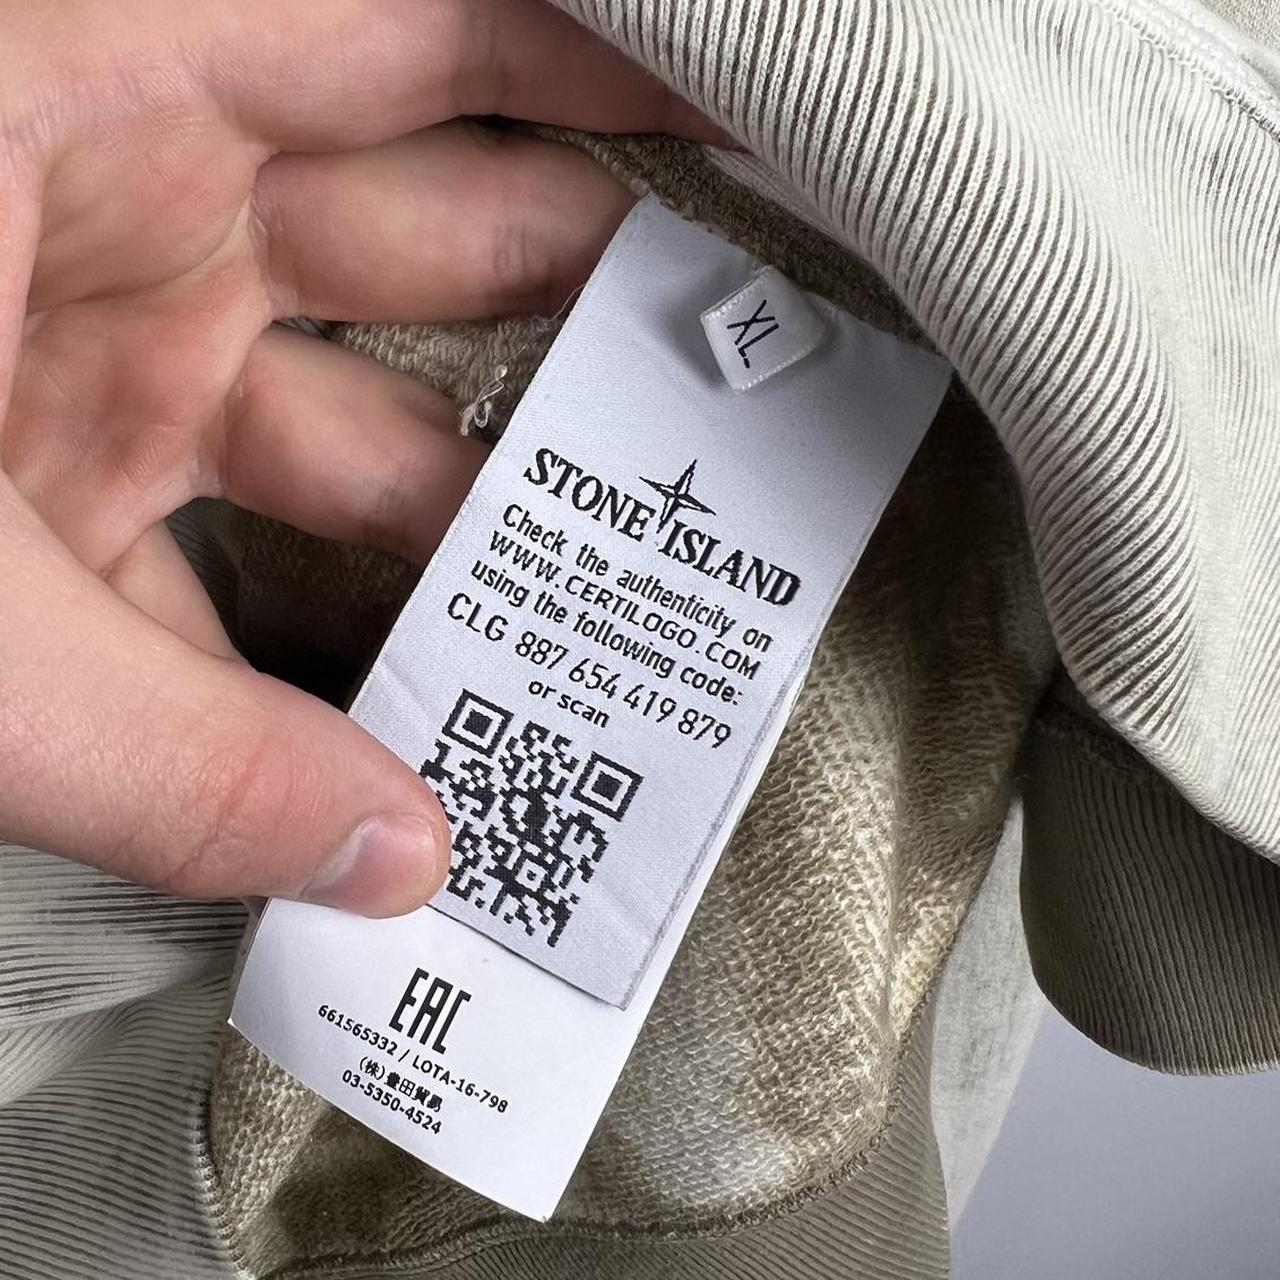 XL
STONE ISLAND
Check the authenticity on
WWW.CERTILOGO.COM
using the following code:
CLG 887 654 419 879
or scan
EAC
661565332 / LOTA-16-798
(株)豊田貿易
03-5350-4524